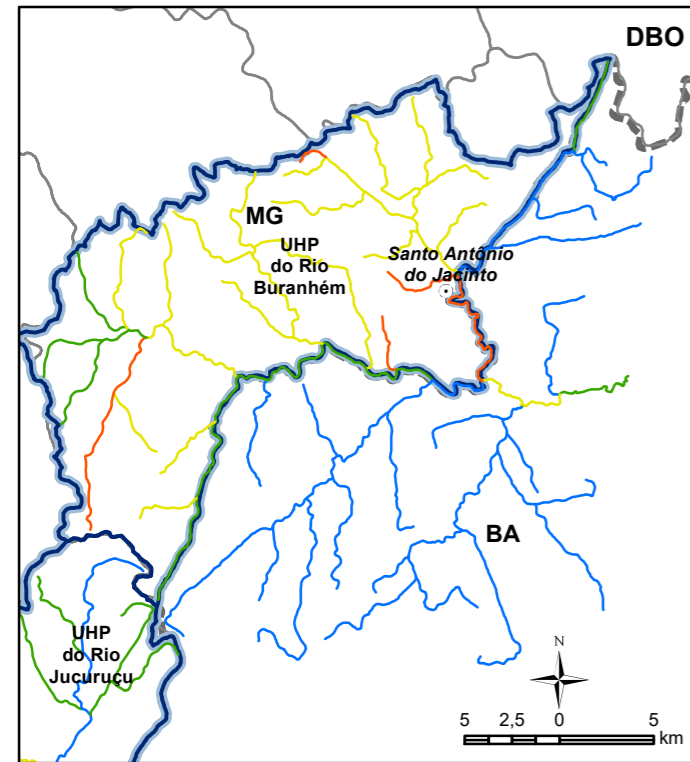 DBO
MG
UHP
do Rio
Buranhém
Santo Antônio
do Jacinto
BA
UHP
do Rio
Jucuruçu
N
5 2,5 0 5
km